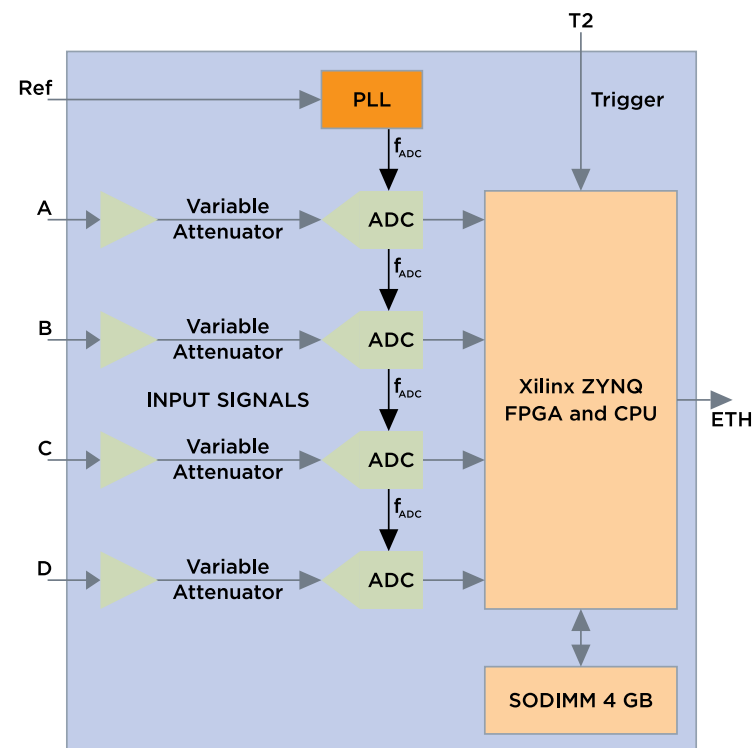 T2
Ref
PLL
Trigger
fADC
A
Variable
Attenuator
ADC
fADC
B
Variable
Attenuator
ADC
INPUT SIGNALS
fADC
Xilinx ZYNQ
FPGA and CPU
ETH
C
Variable
Attenuator
ADC
fADC
D
Variable
Attenuator
ADC
SODIMM 4 GB